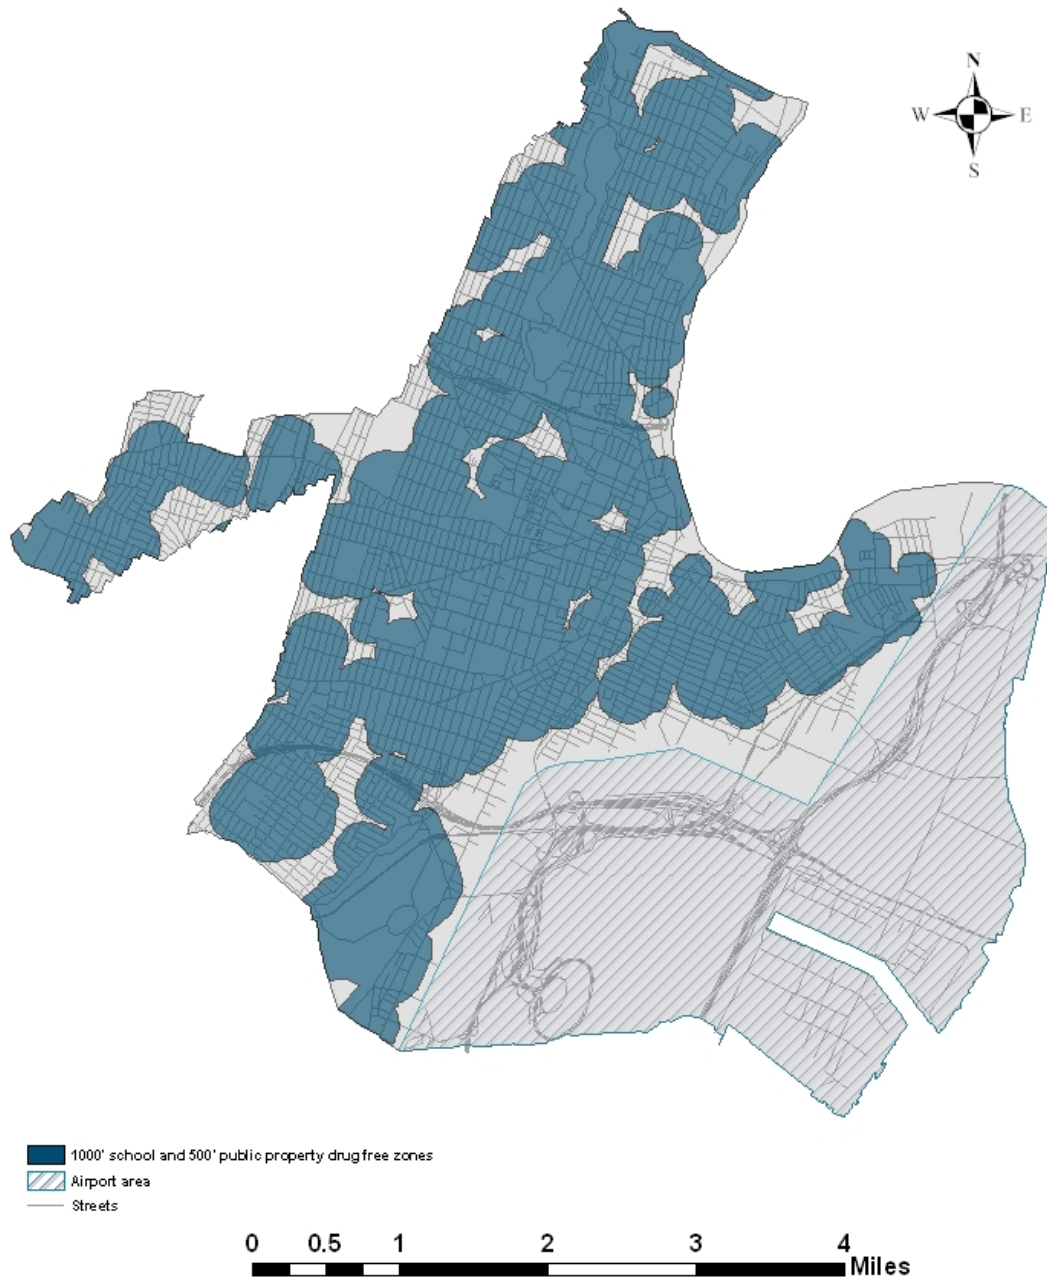 N
W E
S
1000' school and 500' public property drug free zones
Airport area
Streets
0 0.5 1 2 3 4
Miles